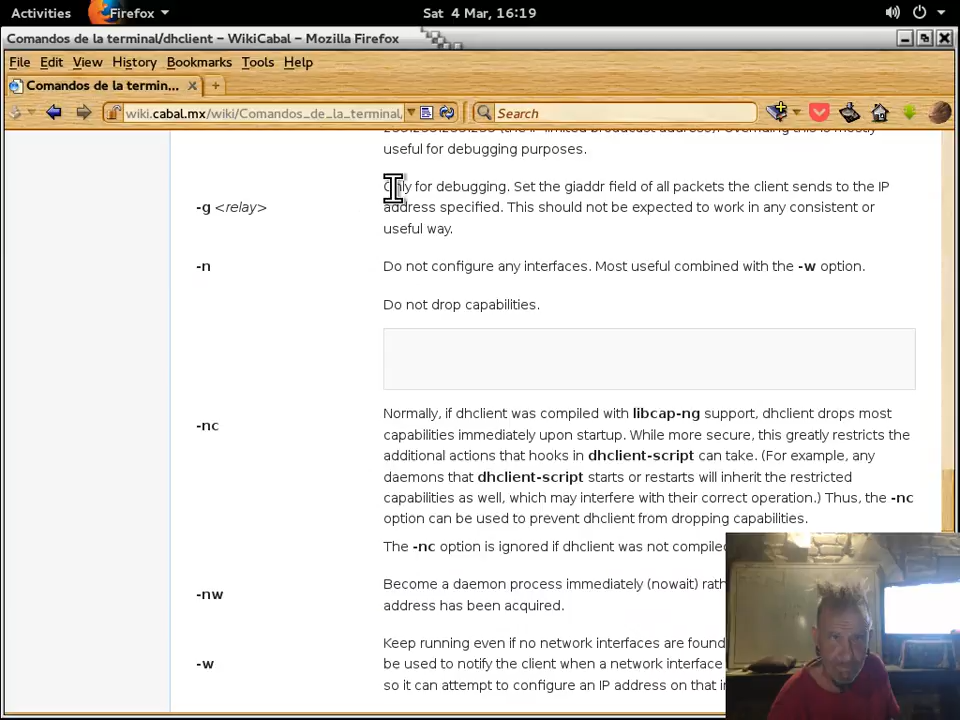 Activities Firefox Sat 4 Mar, 16:19
Comandos de la terminal/dhclient – WikiCabal – Mozilla Firefox
File Edit View History Bookmarks Tools Help
Comandos de la termin...
wiki.cabal.mx/wiki/Comandos_de_la_terminal, Search
useful for debugging purposes.
Only for debugging. Set the giaddr field of all packets the client sends to the IP
-g <relay> address specified. This should not be expected to work in any consistent or
useful way.
-n Do not configure any interfaces. Most useful combined with the -w option.
Do not drop capabilities.
Normally, if dhclient was compiled with libcap-ng support, dhclient drops most
-nc capabilities immediately upon startup. While more secure, this greatly restricts the
additional actions that hooks in dhclient-script can take. (For example, any
daemons that dhclient-script starts or restarts will inherit the restricted
capabilities as well, which may interfere with their correct operation.) Thus, the -nc
option can be used to prevent dhclient from dropping capabilities.
The -nc option is ignored if dhclient was not compile
-nw Become a daemon process immediately (nowait) rath
address has been acquired.
Keep running even if no network interfaces are found
-w be used to notify the client when a network interface
so it can attempt to configure an IP address on that in